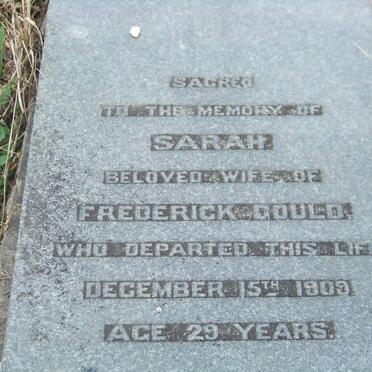 SACRED
TO THE MEMORY OF
SARAH.
BELOVED WIFE OF
FREDERICK GOULD.
WHO DEPARTED THIS LIF
DECEMBER 15TH 1909
AGE 29 YEARS.